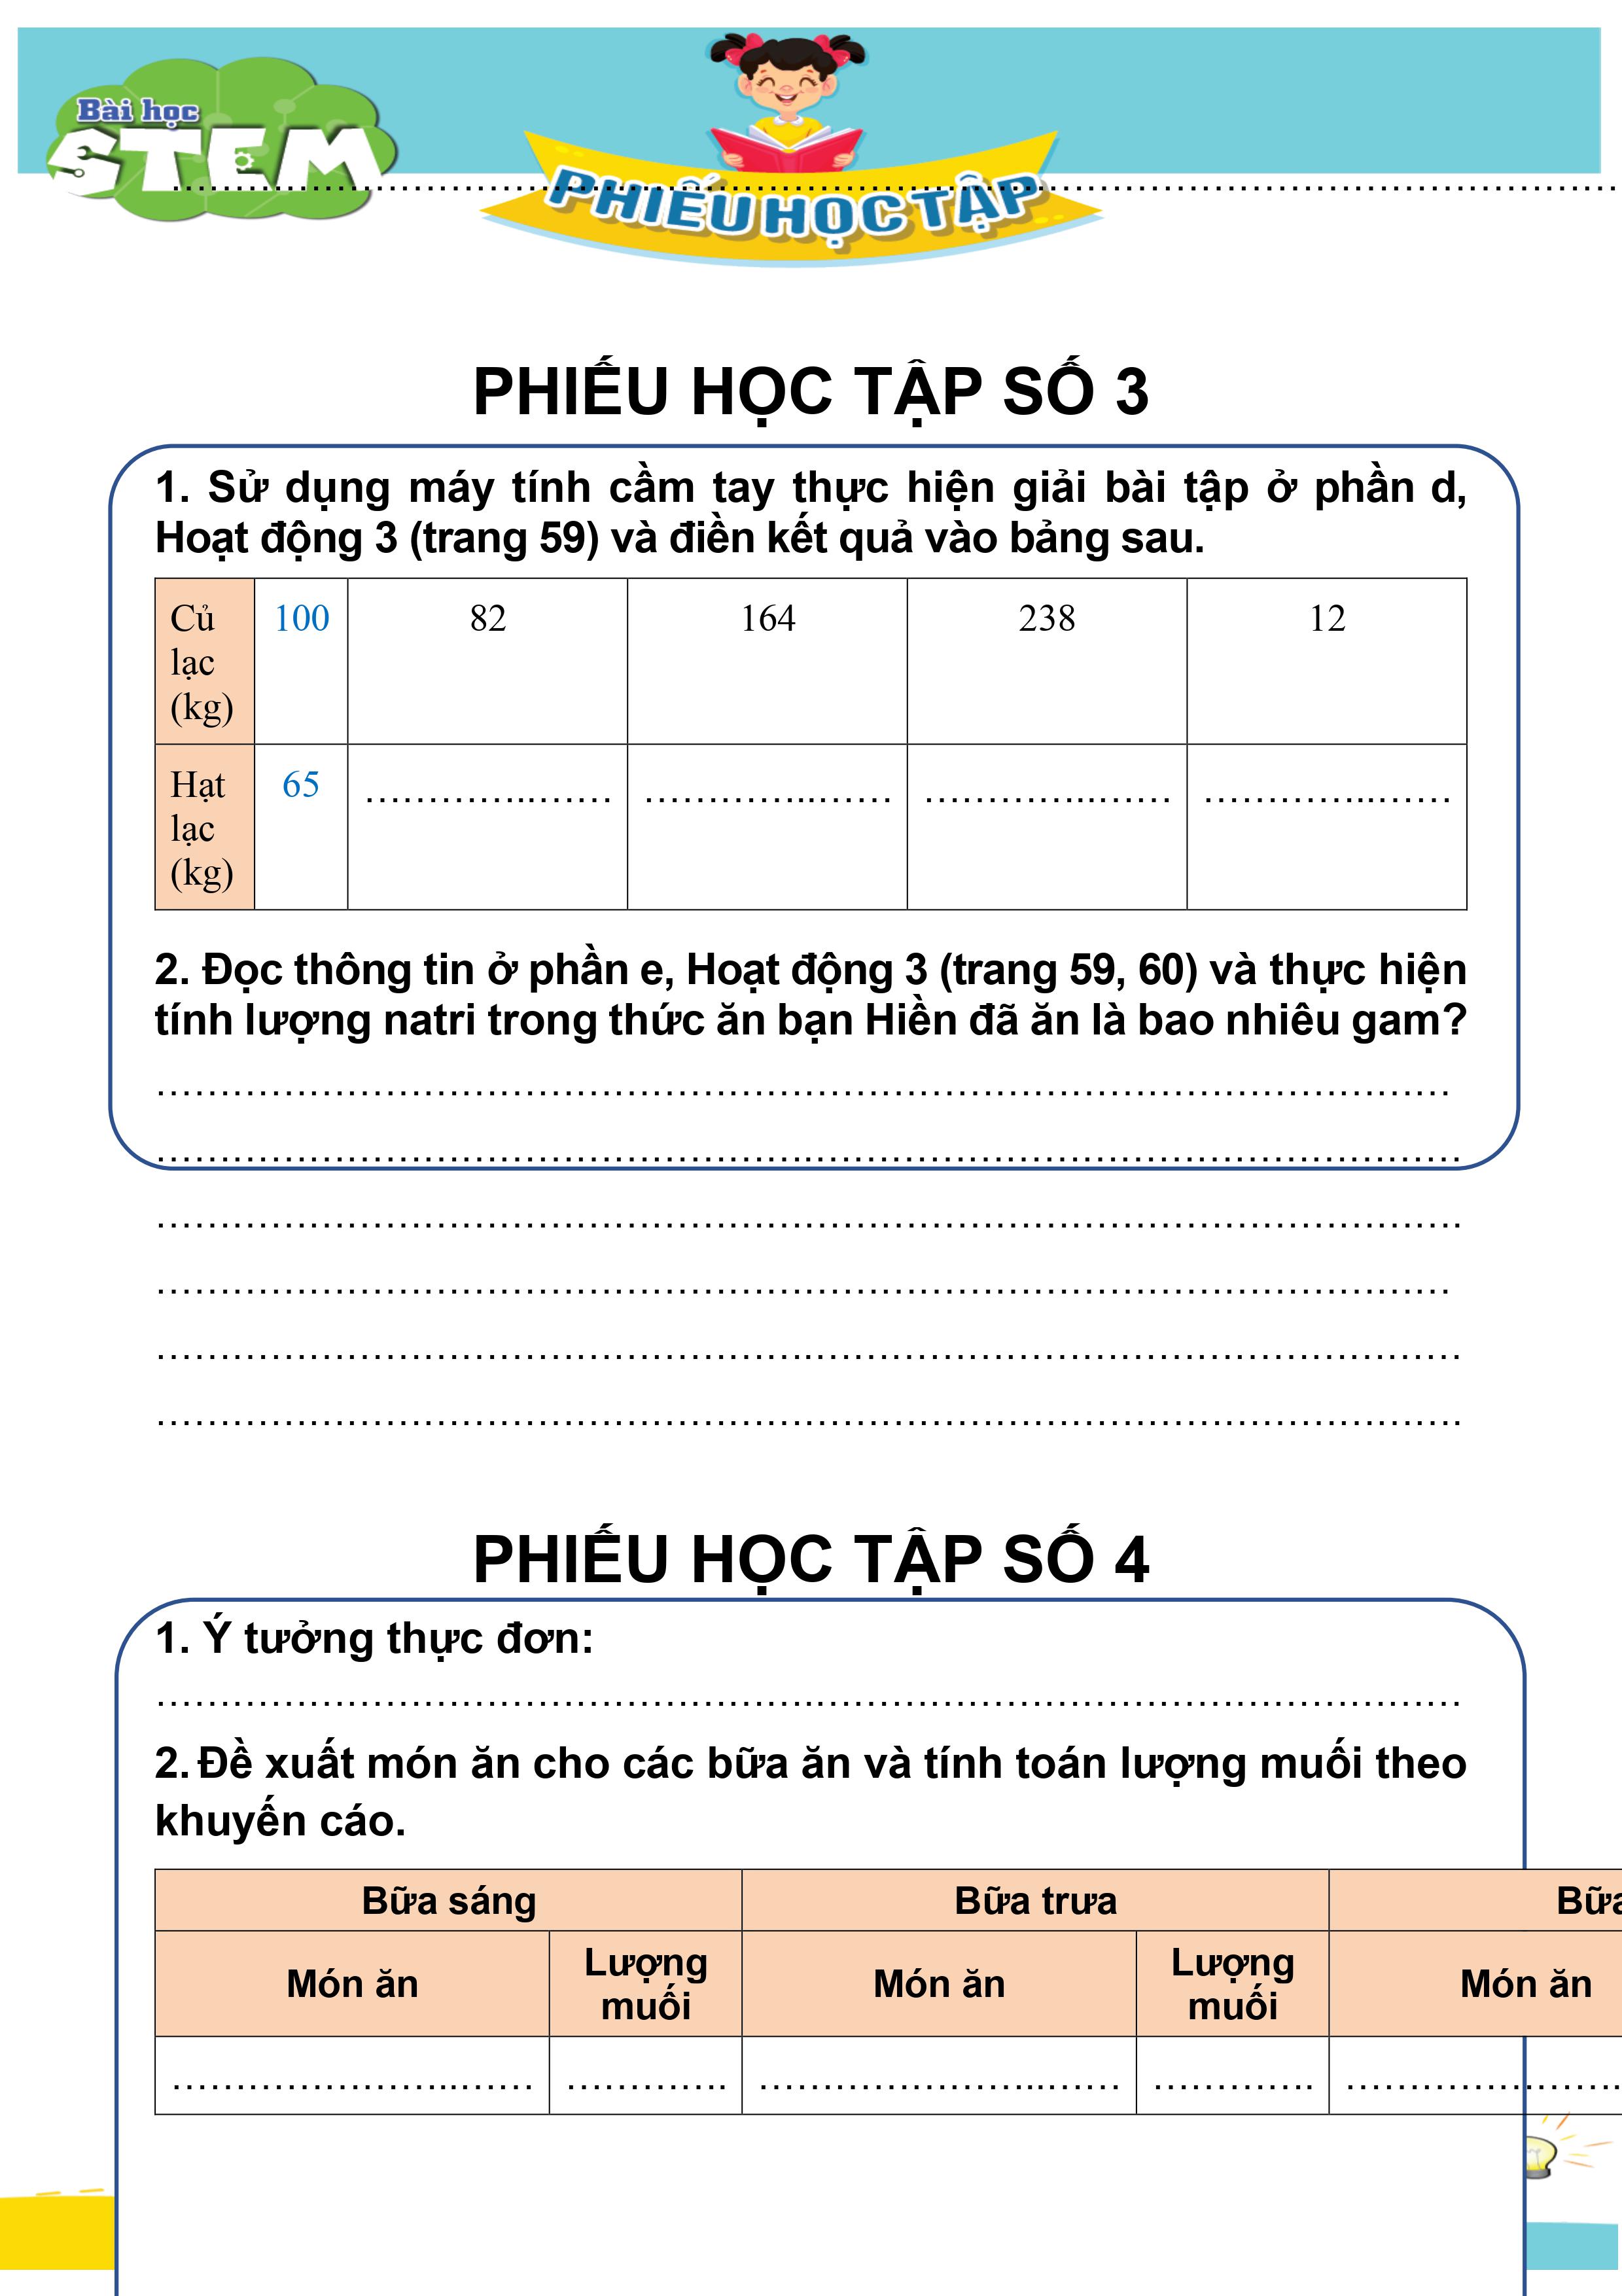 Bài học
STEM
PHIẾU HỌC TẬP
PHIẾU HỌC TẬP SỐ 3
1. Sử dụng máy tính cầm tay thực hiện giải bài tập ở phần d,
Hoạt động 3 (trang 59) và điền kết quả vào bảng sau.
Củ lạc (kg) 100 82 164 238 12
Hạt lạc (kg) 65 ………………… ………………… ………………… …………………
2. Đọc thông tin ở phần e, Hoạt động 3 (trang 59, 60) và thực hiện
tính lượng natri trong thức ăn bạn Hiền đã ăn là bao nhiêu gam?
PHIẾU HỌC TẬP SỐ 4
1. Ý tưởng thực đơn:
2. Đề xuất món ăn cho các bữa ăn và tính toán lượng muối theo
khuyến cáo.
Bữa sáng Bữa trưa Bữa
Món ăn Lượng muối Món ăn Lượng muối Món ăn